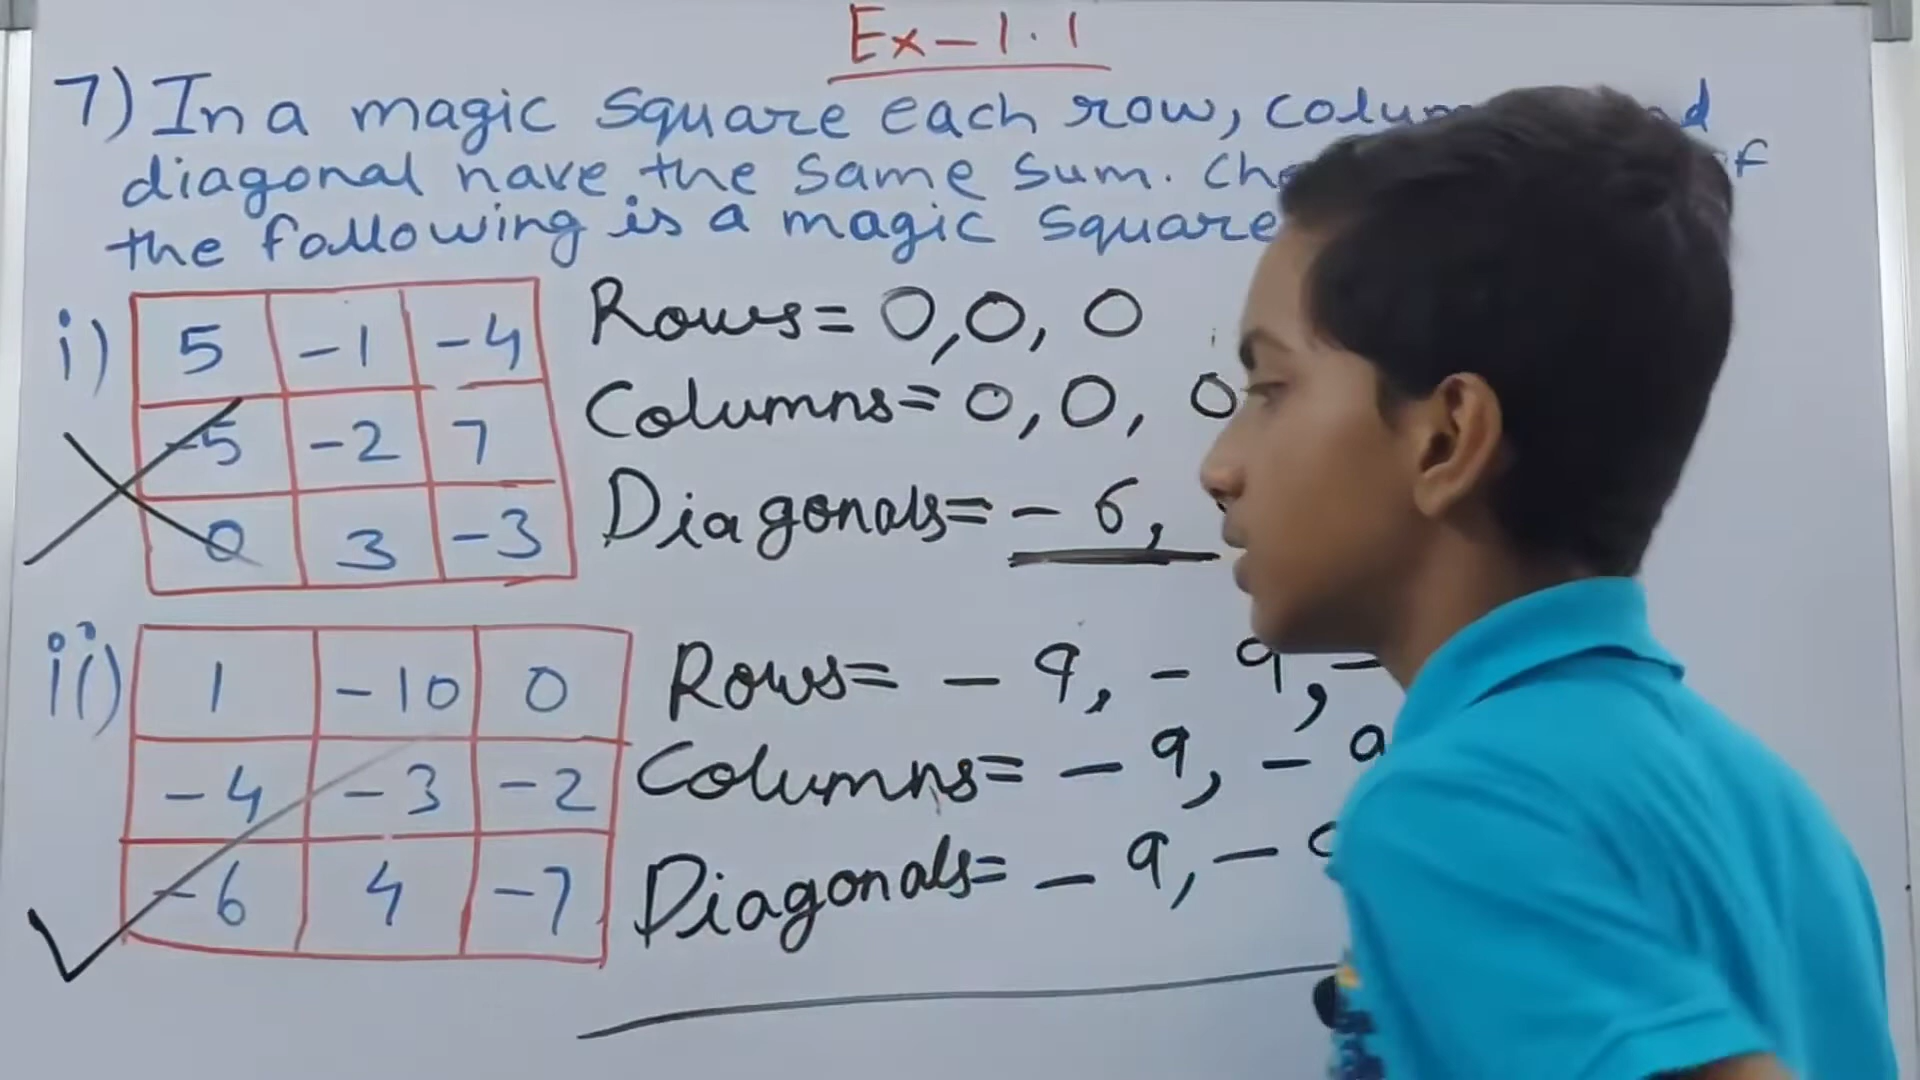 Ex-1.1
7) In a magic square each row,
diagonal have the same sum.
the following is a magic square
i) 5 -1 -4
-5 -2 7
0 3 -3
Rows= 0,0, 0
Columns= 0,0, 0
Diagonals= -6,
ii) 1 -10 0
-4 -3 -2
-6 4 -7
Rows= -9, -9, -
Columns= -9, -9
Diagonals= -9, -